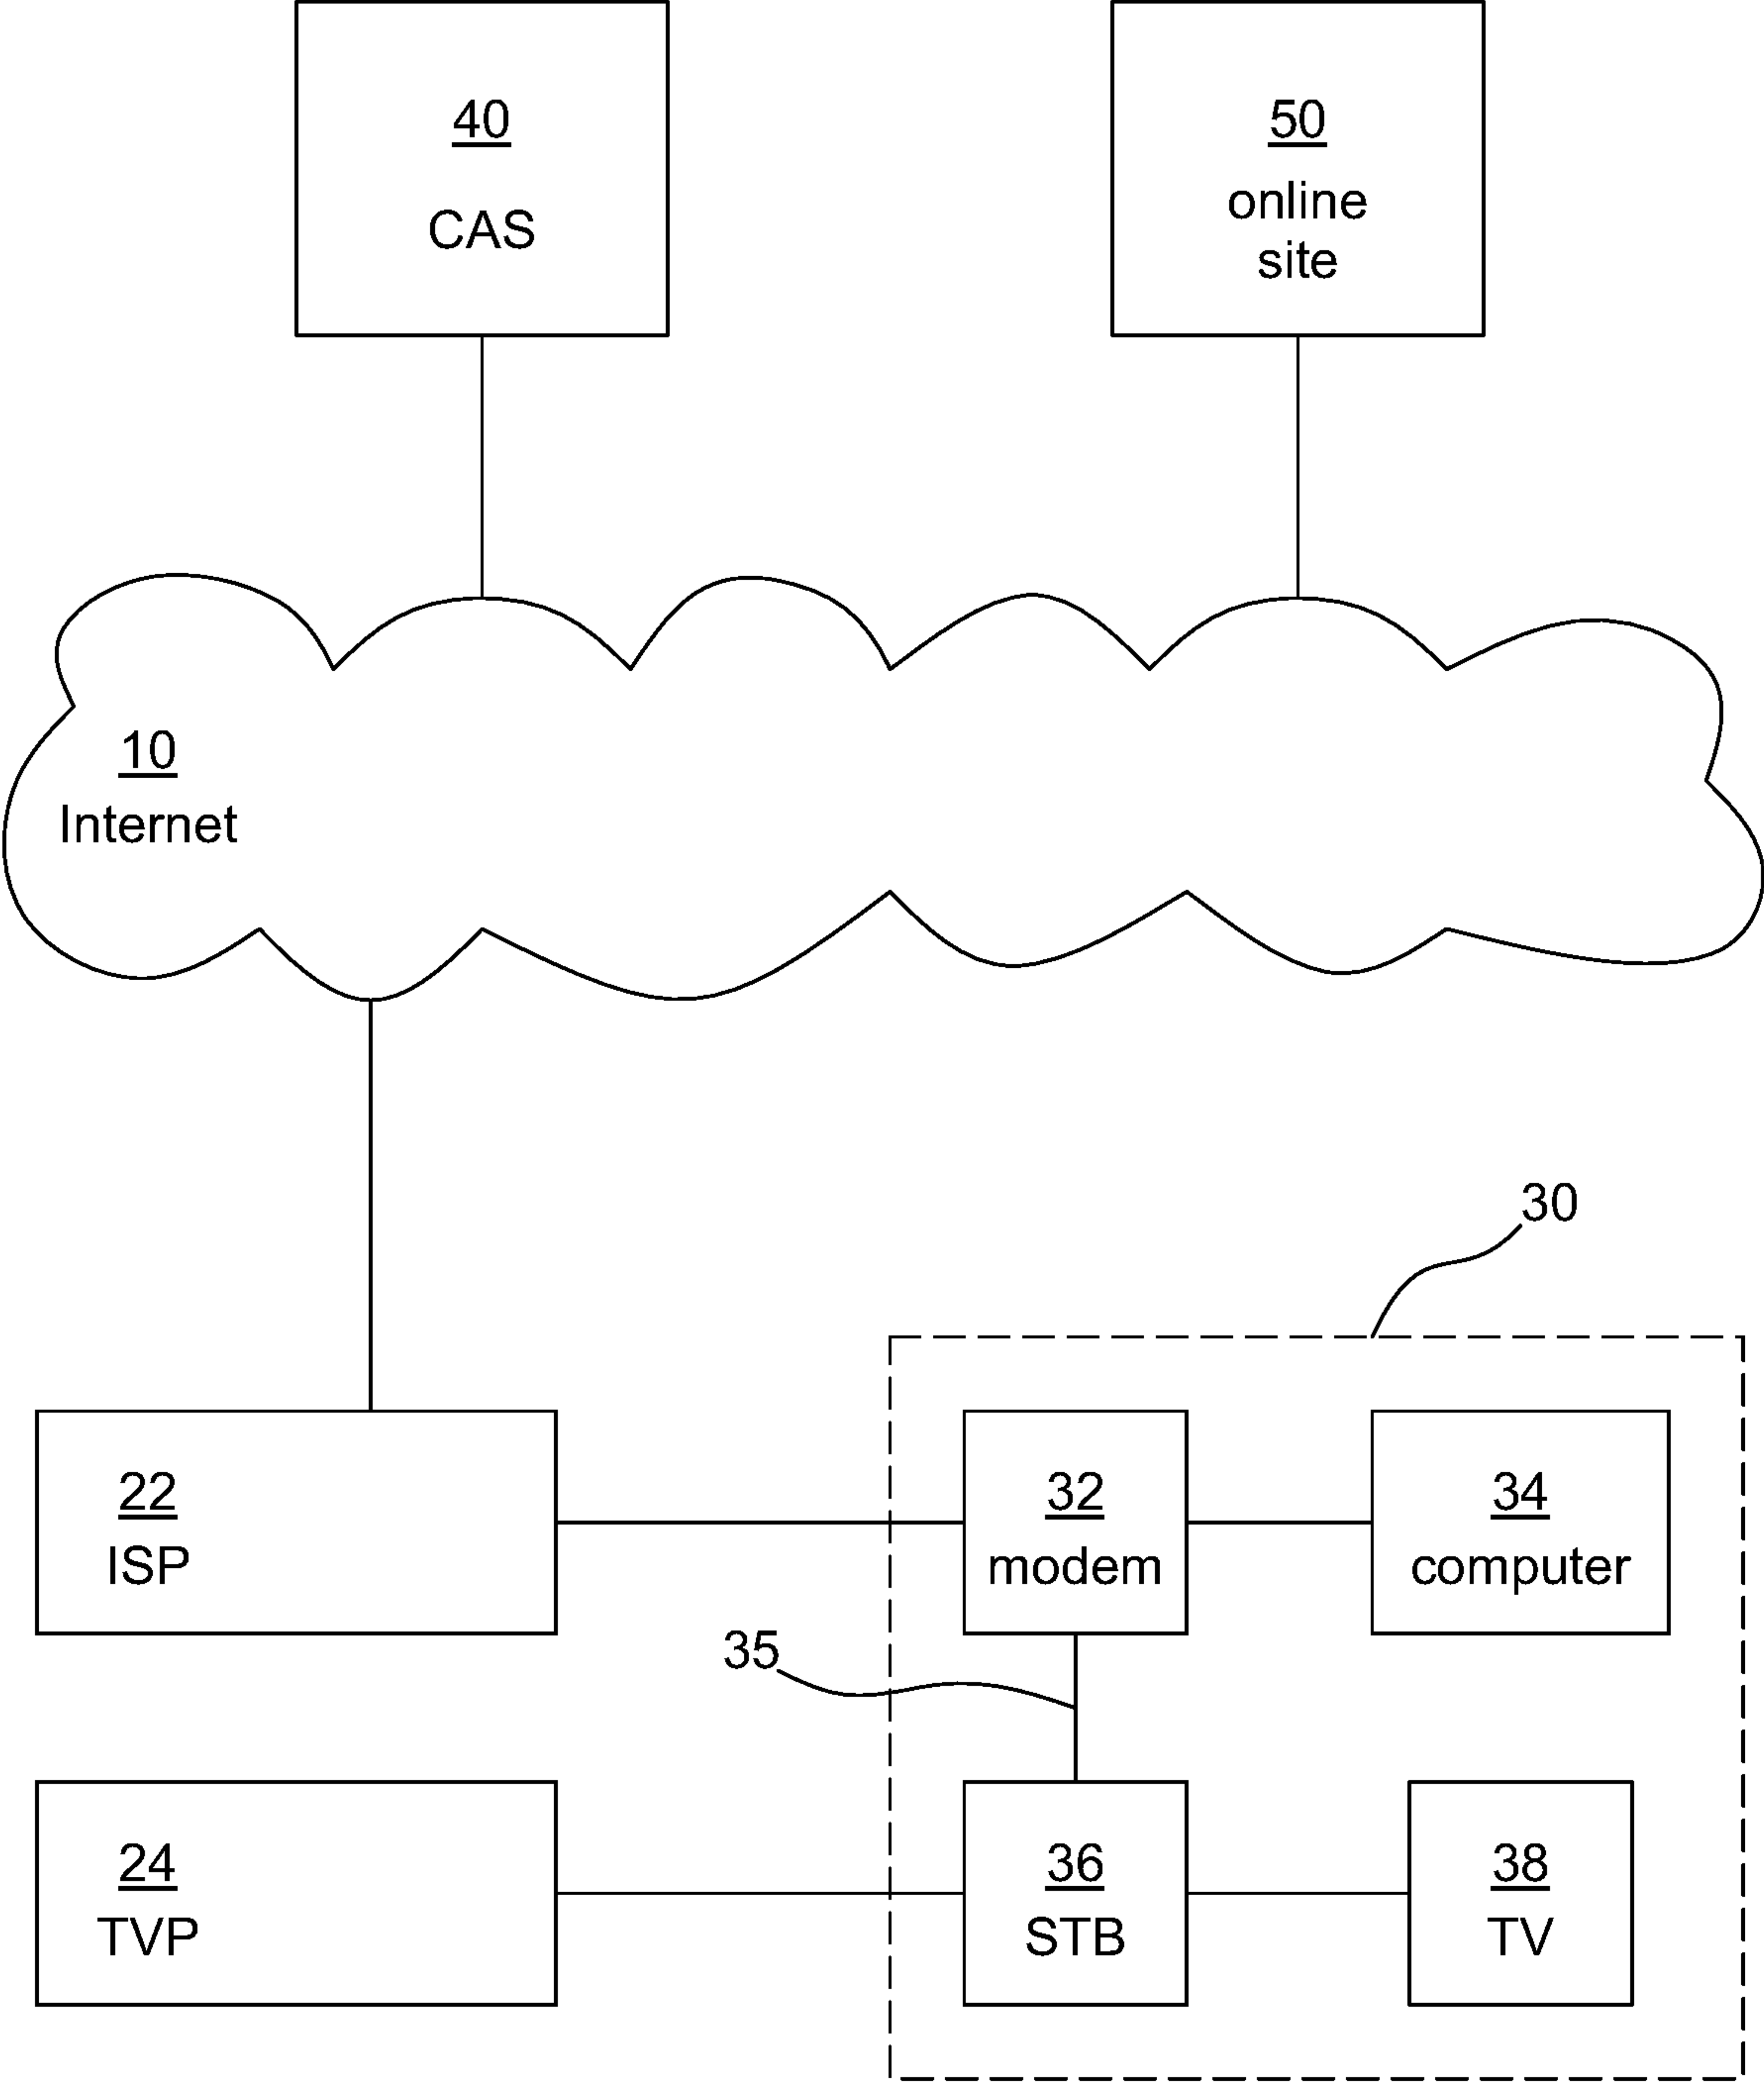 40
CAS
50
online
site
10
Internet
30
22
ISP
32
modem
34
computer
35
24
TVP
36
STB
38
TV